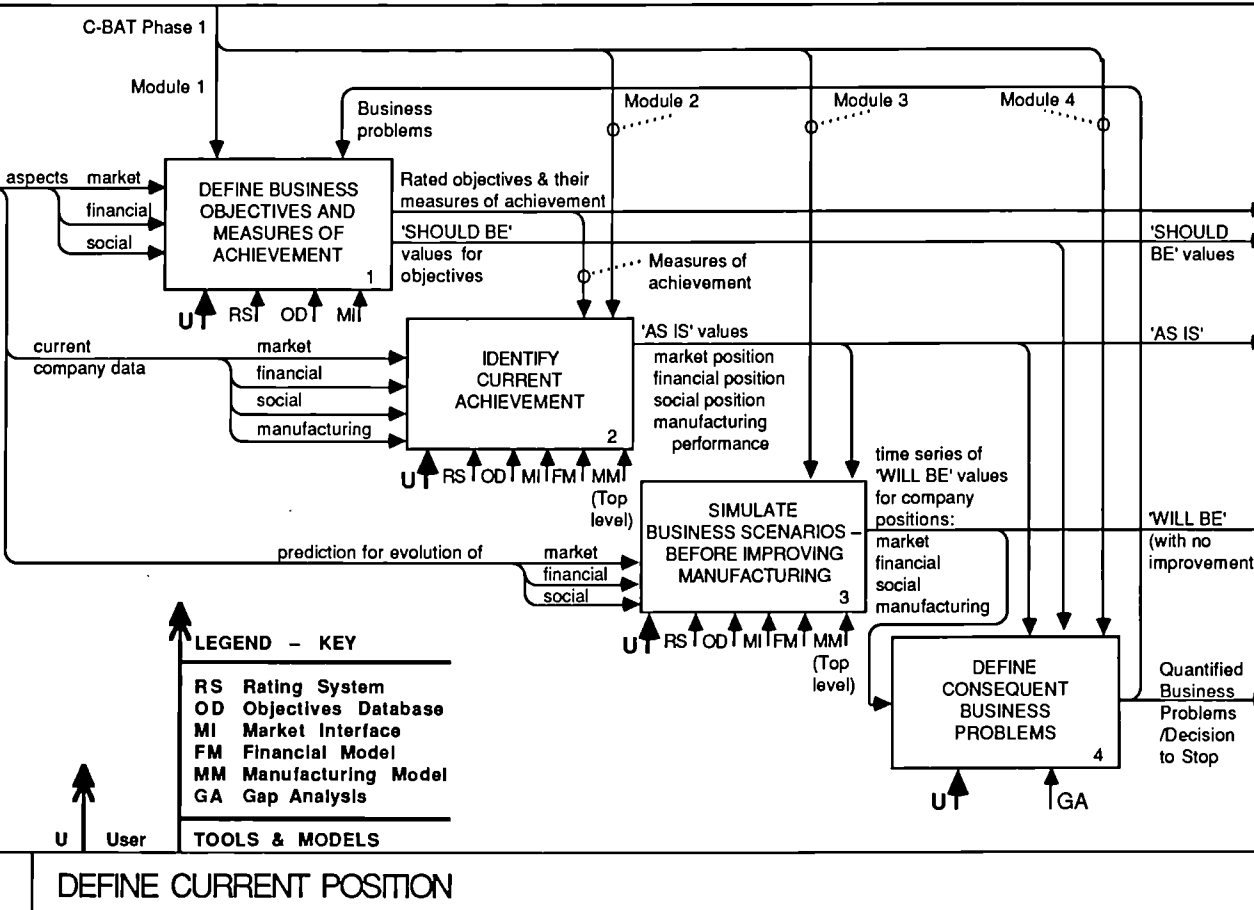 C-BAT Phase 1
Module 1
Business
problems
Module 2
Module 3
Module 4
aspects
market
financial
social
DEFINE BUSINESS
OBJECTIVES AND
MEASURES OF
ACHIEVEMENT
1
Rated objectives & their
measures of achievement
'SHOULD BE'
values for
objectives
'SHOULD
BE' values
Measures of
achievement
U
RS
OD
MI
current
company data
market
financial
social
manufacturing
IDENTIFY
CURRENT
ACHIEVEMENT
2
'AS IS' values
market position
financial position
social position
manufacturing
performance
'AS IS'
U
RS
OD
MI
FM
MM
(Top
level)
prediction for evolution of
market
financial
social
SIMULATE
BUSINESS SCENARIOS –
BEFORE IMPROVING
MANUFACTURING
3
time series of
'WILL BE' values
for company
positions:
market
financial
social
manufacturing
'WILL BE'
(with no
improvement
U
RS
OD
MI
FM
MM
(Top
level)
DEFINE
CONSEQUENT
BUSINESS
PROBLEMS
4
Quantified
Business
Problems
/Decision
to Stop
U
GA
LEGEND – KEY
RS Rating System
OD Objectives Database
MI Market Interface
FM Financial Model
MM Manufacturing Model
GA Gap Analysis
U User
TOOLS & MODELS
DEFINE CURRENT POSITION